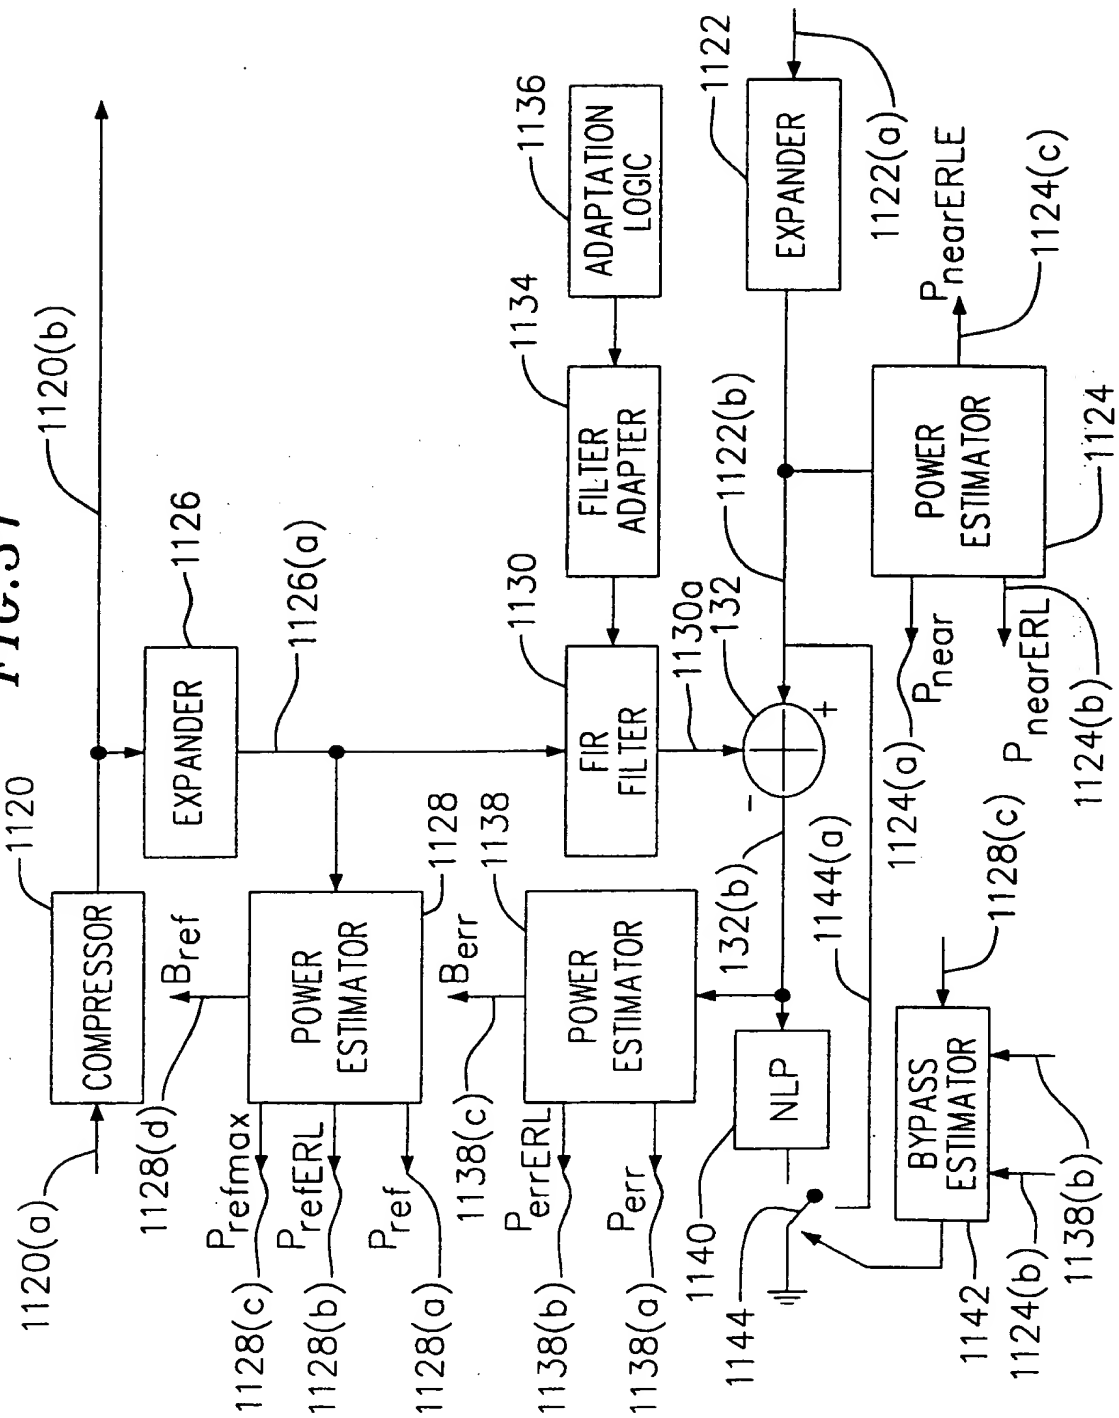 1120
1120(b)
1120(a)
COMPRESSOR
1128(d)
Bref
EXPANDER
1126
1126(a)
Prefmax
PrefERL
Pref
1128(c)
1128(b)
1128(a)
POWER
ESTIMATOR
1128
1138(c)
Berr
1138
1130
1134
1136
PerrERL
Perr
1138(b)
1138(a)
POWER
ESTIMATOR
FIR
FILTER
FILTER
ADAPTER
ADAPTATION
LOGIC
1130a
132
1140
1144
NLP
132(b)
-
+
1122(b)
EXPANDER
1122
1122(a)
1144(a)
1124(a)
Pnear
PnearERL
1124(b)
POWER
ESTIMATOR
1124
PnearERLE
1124(c)
BYPASS
ESTIMATOR
1128(c)
1142
1124(b)
1138(b)